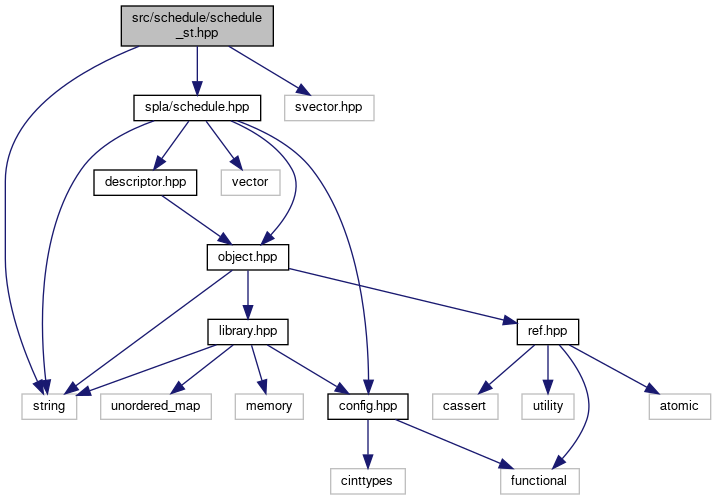 src/schedule/schedule
_st.hpp
spla/schedule.hpp
svector.hpp
descriptor.hpp
vector
object.hpp
library.hpp
ref.hpp
string
unordered_map
memory
config.hpp
cassert
utility
atomic
cinttypes
functional